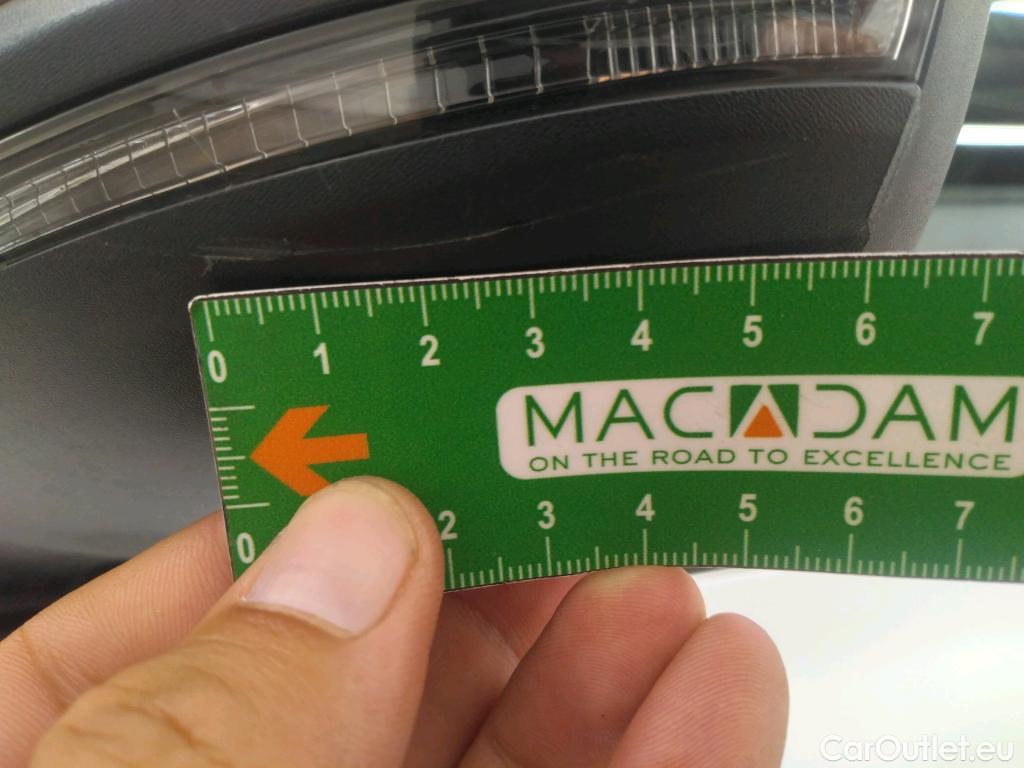 0 1 2 3 4 5 6 7
MACADAM
ON THE ROAD TO EXCELLENCE
0 2 3 4 5 6 7
CarOutlet.eu